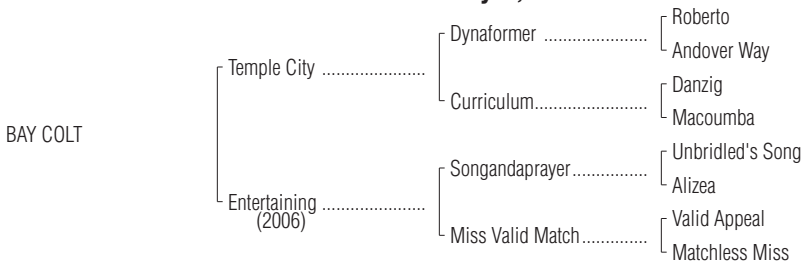 Roberto
Dynaformer ......................
Andover Way
Temple City ......................
Danzig
Curriculum........................
Macoumba
BAY COLT
Unbridled's Song
Songandaprayer................
Alizea
Entertaining ......................
(2006)
Valid Appeal
Miss Valid Match..............
Matchless Miss